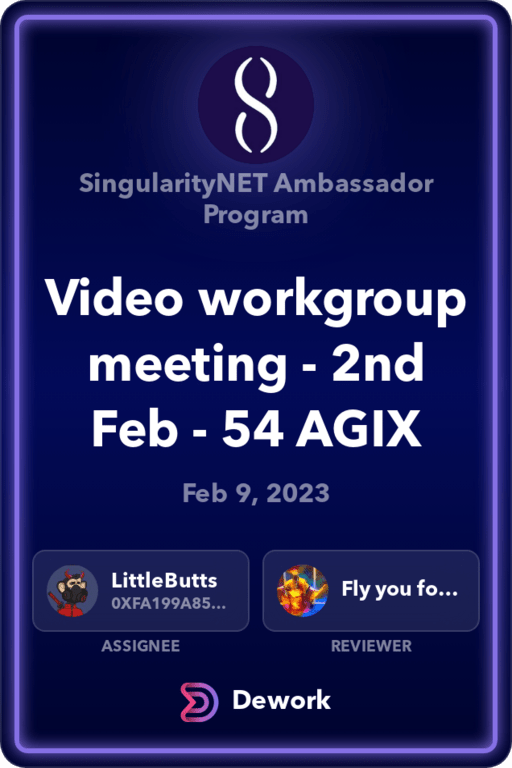 SingularityNET Ambassador
Program
Video workgroup
meeting - 2nd
Feb - 54 AGIX
Feb 9, 2023
LittleButts
0XFA199A85...
ASSIGNEE
Fly you fo...
REVIEWER
Dework